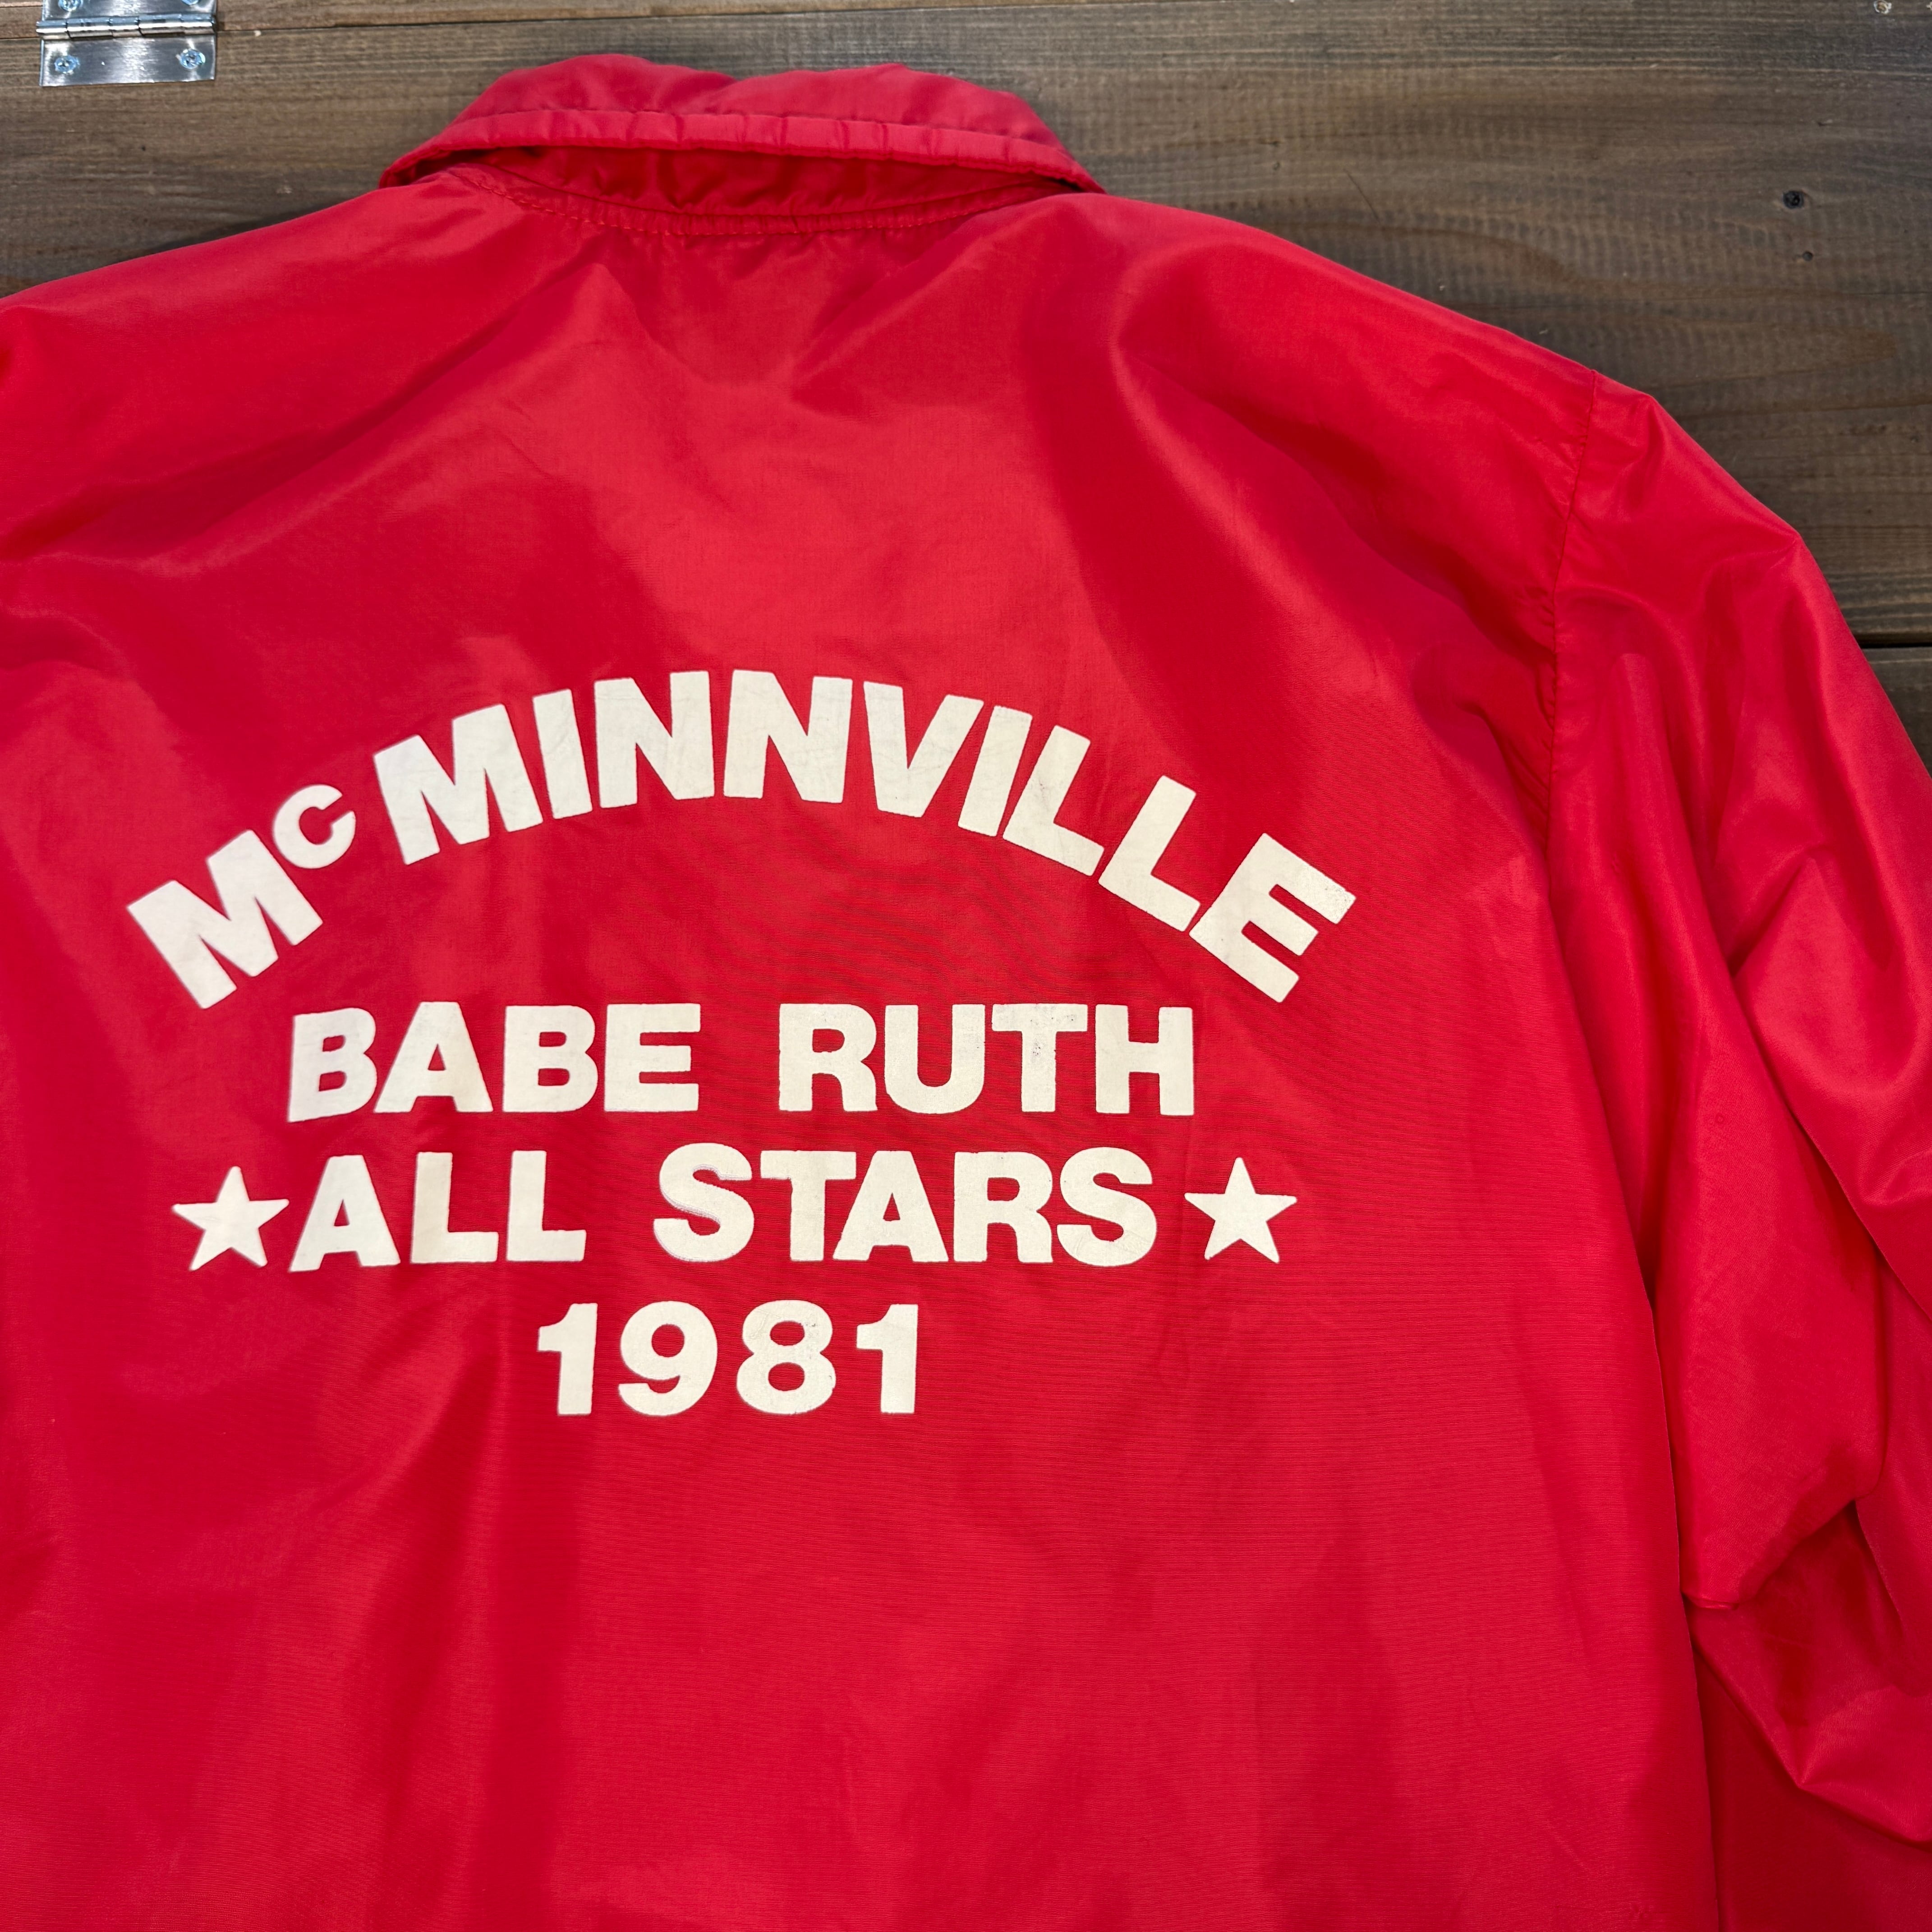 McMINNVILLE
BABE RUTH
★ALL STARS★
1981